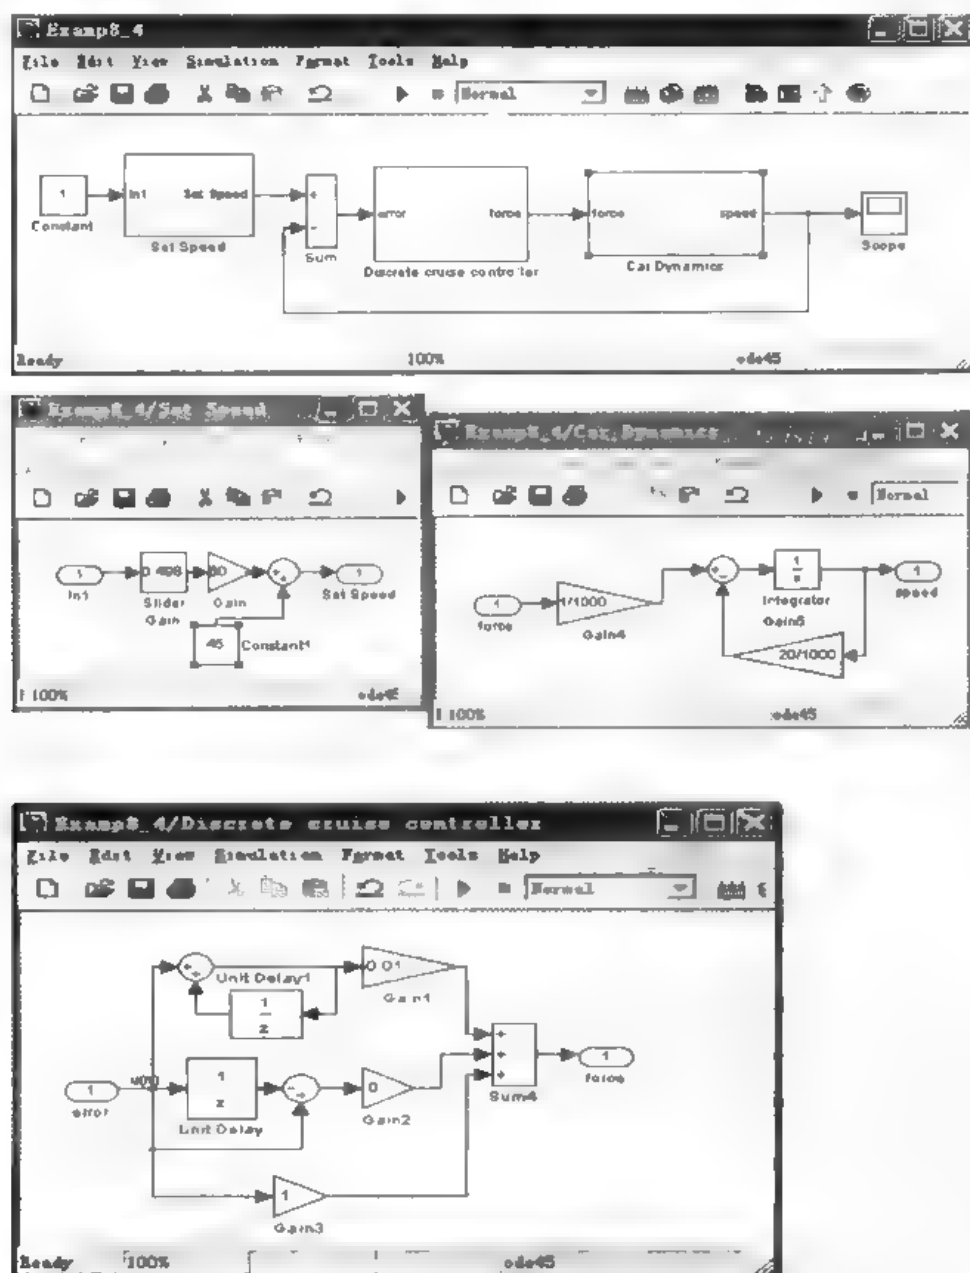 Examp8_4
File Edit View Simulation Format Tools Help
Normal
1
Constant
In1 Set Speed
Set Speed
+
-
Sum
error force
Discrete cruise controller
force speed
Car Dynamics
Scope
Ready 100% ode45
Examp8_4/Set Speed
1
In1
Slider
Gain
Gain
1
Set Speed
45
Constant1
100% ode45
Examp8_4/Car Dynamics
Normal
1
force
1/1000
Gain4
1
s
Integrator
Gain5
20/1000
1
speed
100% ode45
Examp8_4/Discrete cruise controller
File Edit View Simulation Format Tools Help
Normal
Unit Delay1
1
z
0.01
Gain1
1
error
1
z
Unit Delay
0
Gain2
+
+
+
Sum4
1
force
1
Gain3
Ready 100% ode45